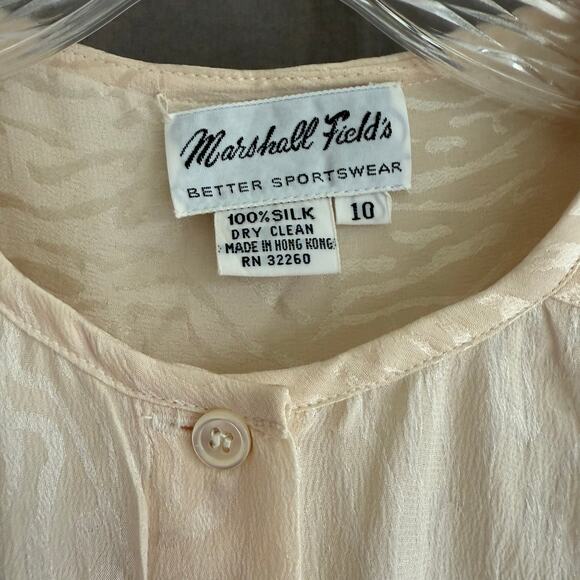 Marshall Field's
BETTER SPORTSWEAR
100% SILK
DRY CLEAN
MADE IN HONG KONG
RN 32260
10